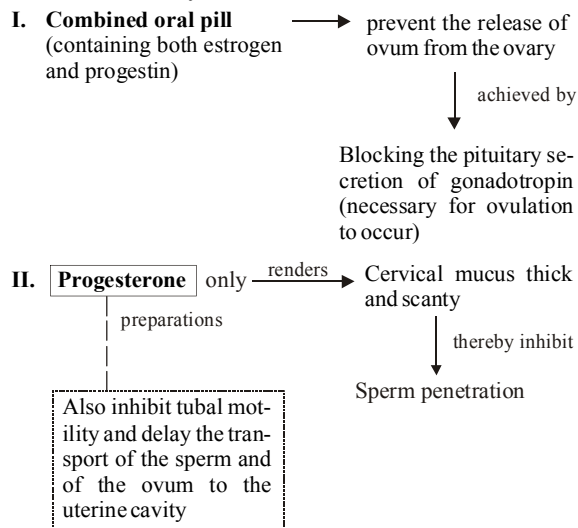 I. Combined oral pill
(containing both estrogen
and progestin)
prevent the release of
ovum from the ovary
achieved by
Blocking the pituitary se-
cretion of gonadotropin
(necessary for ovulation
to occur)
II. Progesterone only
renders
Cervical mucus thick
and scanty
preparations
thereby inhibit
Sperm penetration
Also inhibit tubal mot-
ility and delay the tran-
sport of the sperm and
of the ovum to the
uterine cavity